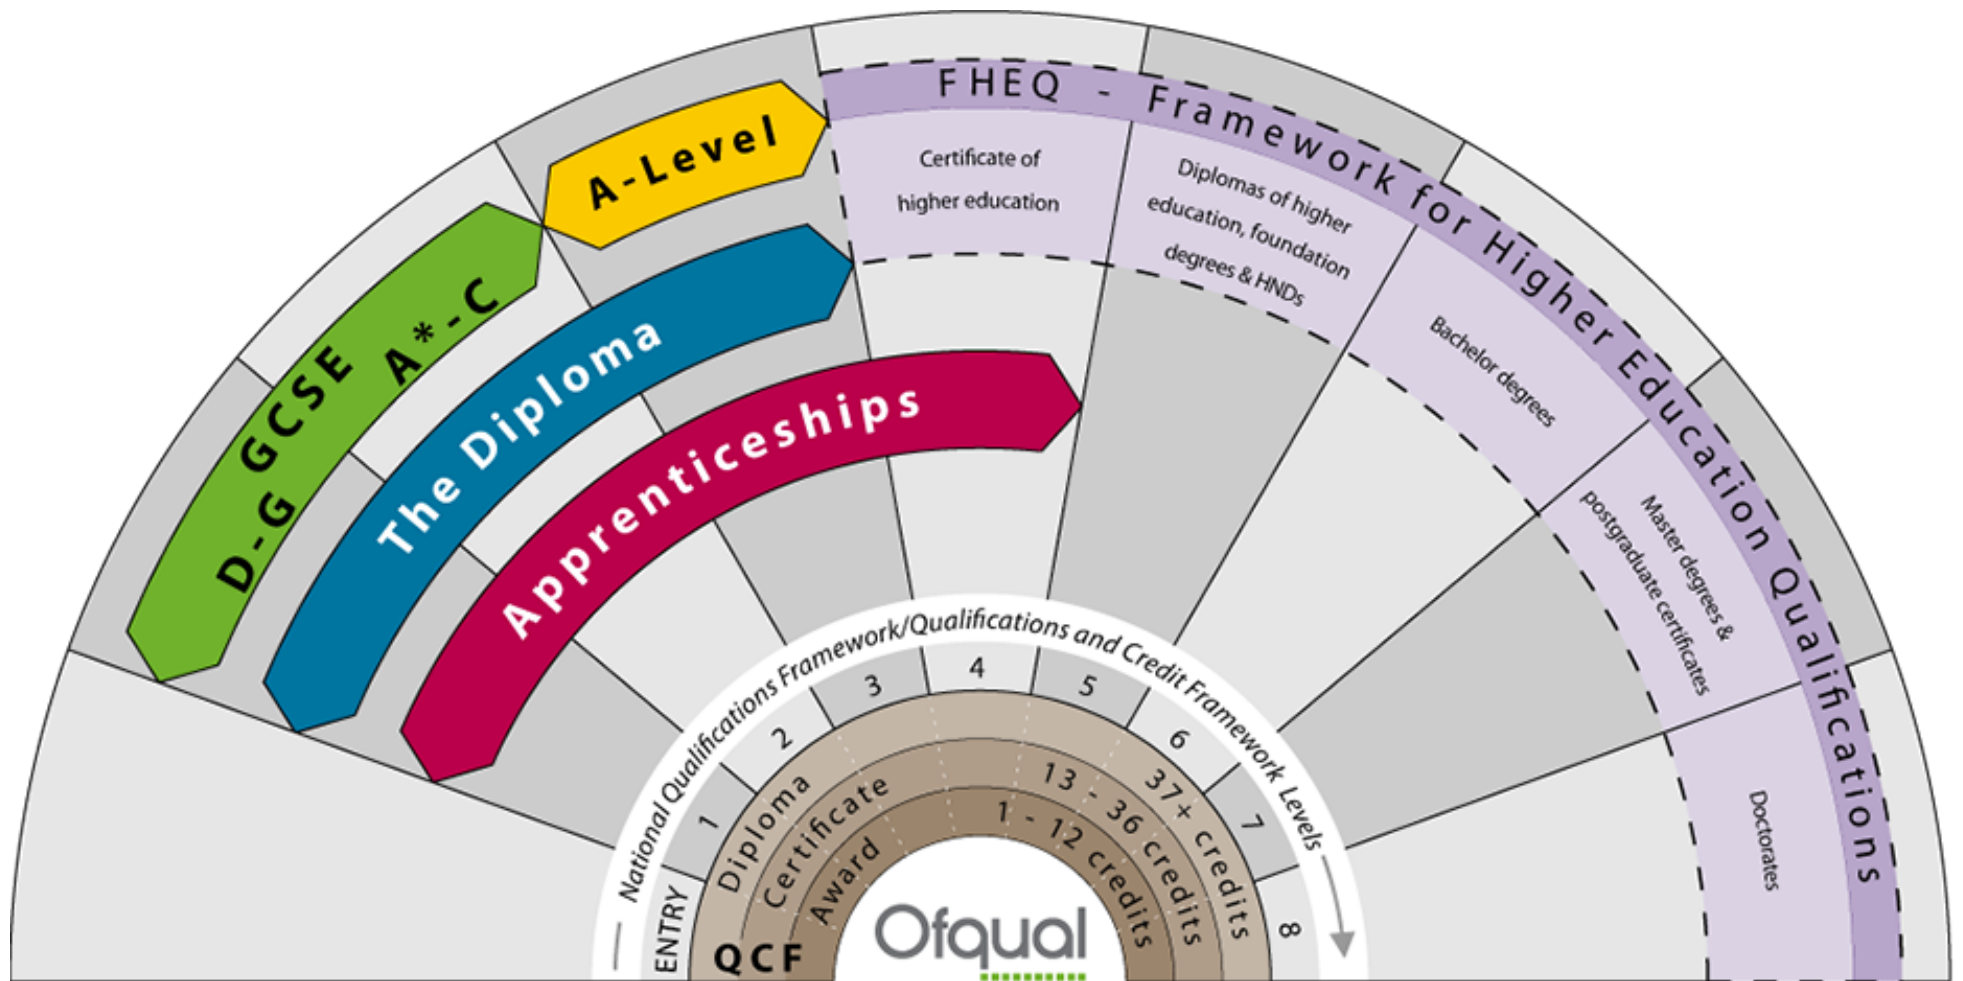 FHEQ - Framework for Higher Education Qualifications
A-Level
GCSE
D-G A*-C
The Diploma
Apprenticeships
Certificate of
higher education
Diplomas of higher
education, foundation
degrees & HNDs
Bachelor degrees
Master degrees &
postgraduate certificates
Doctorates
National Qualifications Framework/Qualifications and Credit Framework Levels
ENTRY
1
2
3
4
5
6
7
8
Diploma 37+ credits
Certificate 13 - 36 credits
Award 1 - 12 credits
QCF
Ofqual